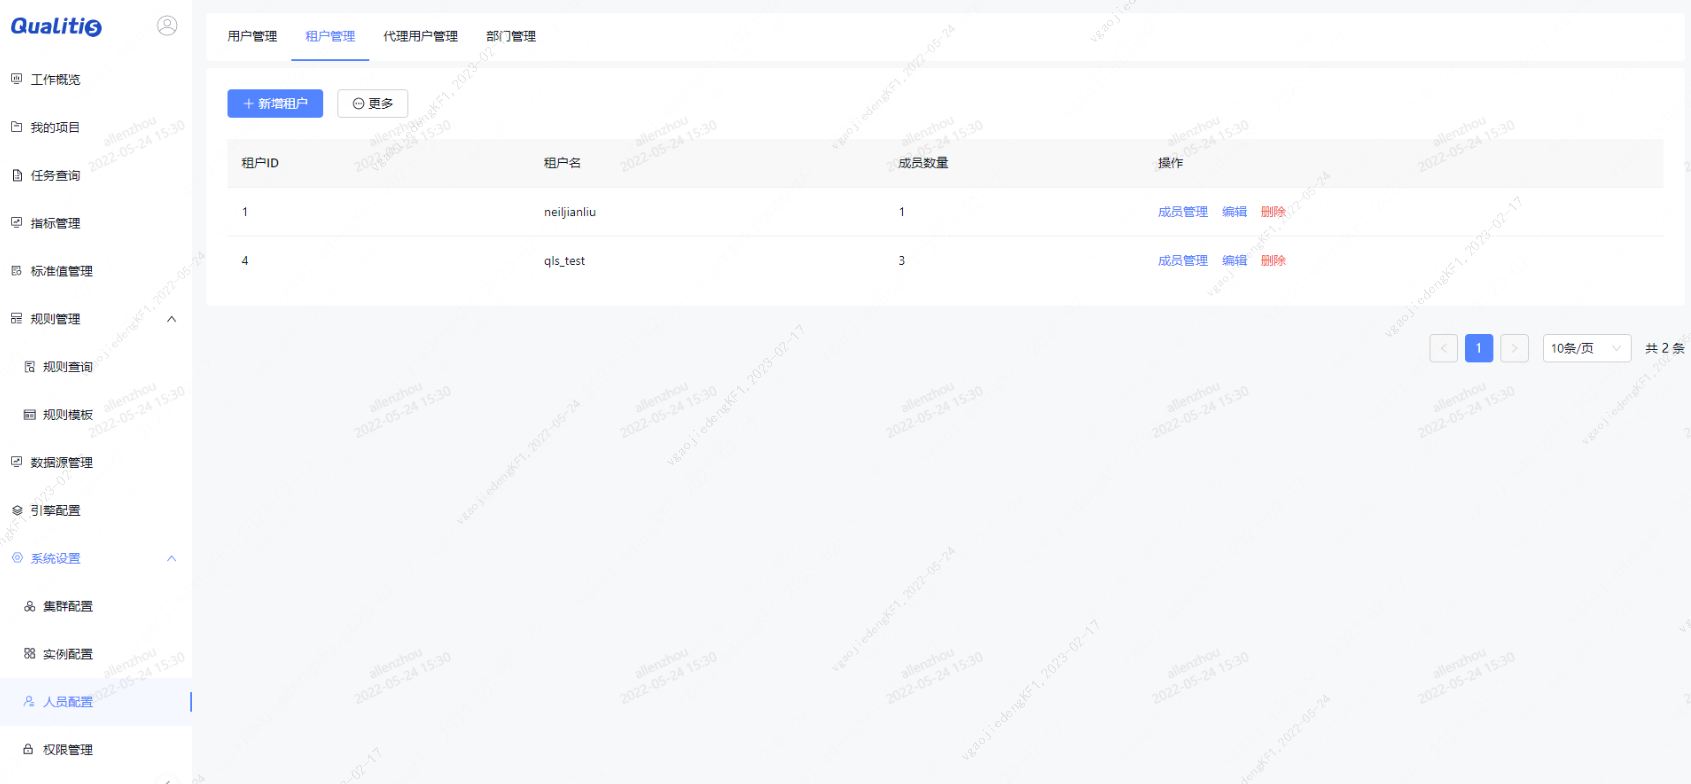 Qualitis
工作概览
我的项目
任务查询
指标管理
标准值管理
规则管理
规则查询
规则模板
数据源管理
引擎配置
系统设置
集群配置
实例配置
人员配置
权限管理
用户管理 租户管理 代理用户管理 部门管理
新增租户 更多
租户ID 租户名 成员数量 操作
1 neiljianliu 1 成员管理 编辑 删除
4 qls_test 3 成员管理 编辑 删除
1 10条/页 共 2 条
allenzhou
2022-05-24 15:30
vgaojiedengKF1,2022-05-24
vgaojiedengKF1,2023-02-17